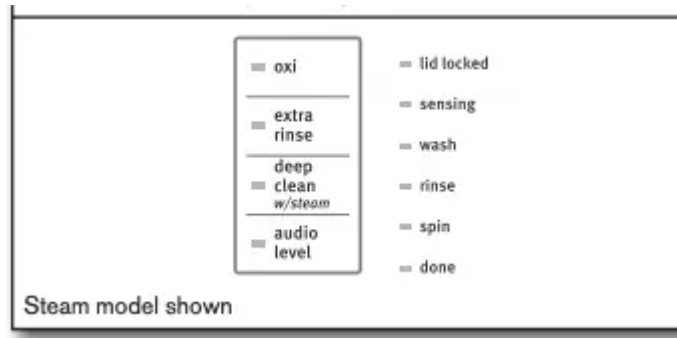 oxi
extra
rinse
deep
clean
w/steam
audio
level
lid locked
sensing
wash
rinse
spin
done
Steam model shown